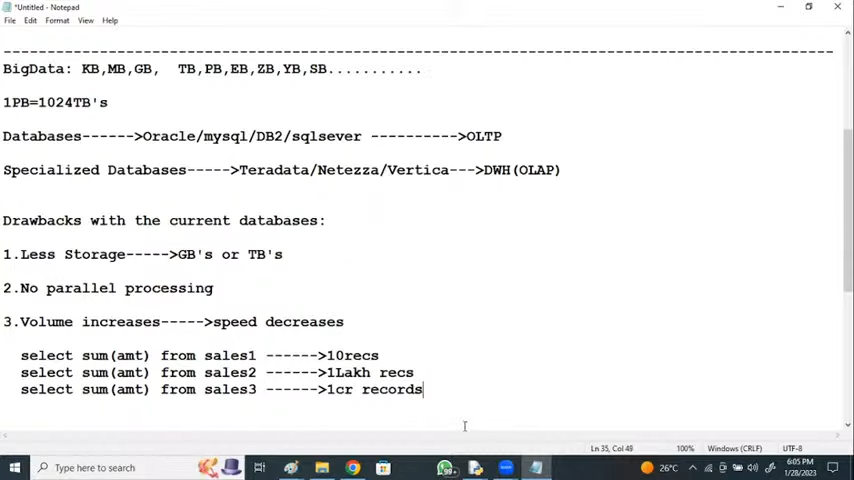 *Untitled - Notepad
File Edit Format View Help
BigData: KB,MB,GB, TB,PB,EB,ZB,YB,SB...........
1PB=1024TB's
Databases------>Oracle/mysql/DB2/sqlsever ---------->OLTP
Specialized Databases----->Teradata/Netezza/Vertica--->DWH(OLAP)
Drawbacks with the current databases:
1.Less Storage----->GB's or TB's
2.No parallel processing
3.Volume increases----->speed decreases
select sum(amt) from sales1 ------>10recs
select sum(amt) from sales2 ------>1Lakh recs
select sum(amt) from sales3 ------>1cr records
Ln 35, Col 49 100% Windows (CRLF) UTF-8
Type here to search 99+ 26°C 6:05 PM
1/28/2023